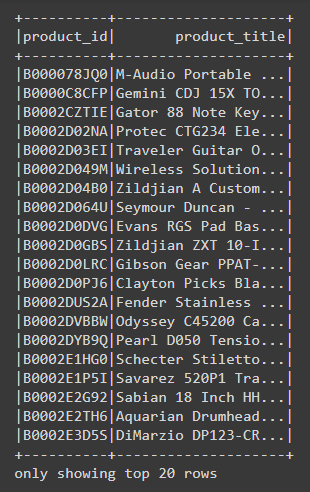 +----------+--------------------+
|product_id|       product_title|
+----------+--------------------+
|B000078JQ0|M-Audio Portable ...|
|B0000C8CFP|Gemini CDJ 15X TO...|
|B0002CZTIE|Gator 88 Note Key...|
|B0002D02NA|Protec CTG234 Ele...|
|B0002D03EI|Traveler Guitar O...|
|B0002D049M|Wireless Solution...|
|B0002D04B0|Zildjian A Custom...|
|B0002D064U|Seymour Duncan - ...|
|B0002D0DVG|Evans RGS Pad Bas...|
|B0002D0GBS|Zildjian ZXT 10-I...|
|B0002D0LRC|Gibson Gear PPAT-...|
|B0002D0PJ6|Clayton Picks Bla...|
|B0002DUS2A|Fender Stainless ...|
|B0002DVBBW|Odyssey C45200 Ca...|
|B0002DYB9Q|Pearl D050 Tensio...|
|B0002E1HG0|Schecter Stiletto...|
|B0002E1P5I|Savarez 520P1 Tra...|
|B0002E2G92|Sabian 18 Inch HH...|
|B0002E2TH6|Aquarian Drumhead...|
|B0002E3D5S|DiMarzio DP123-CR...|
+----------+--------------------+
only showing top 20 rows